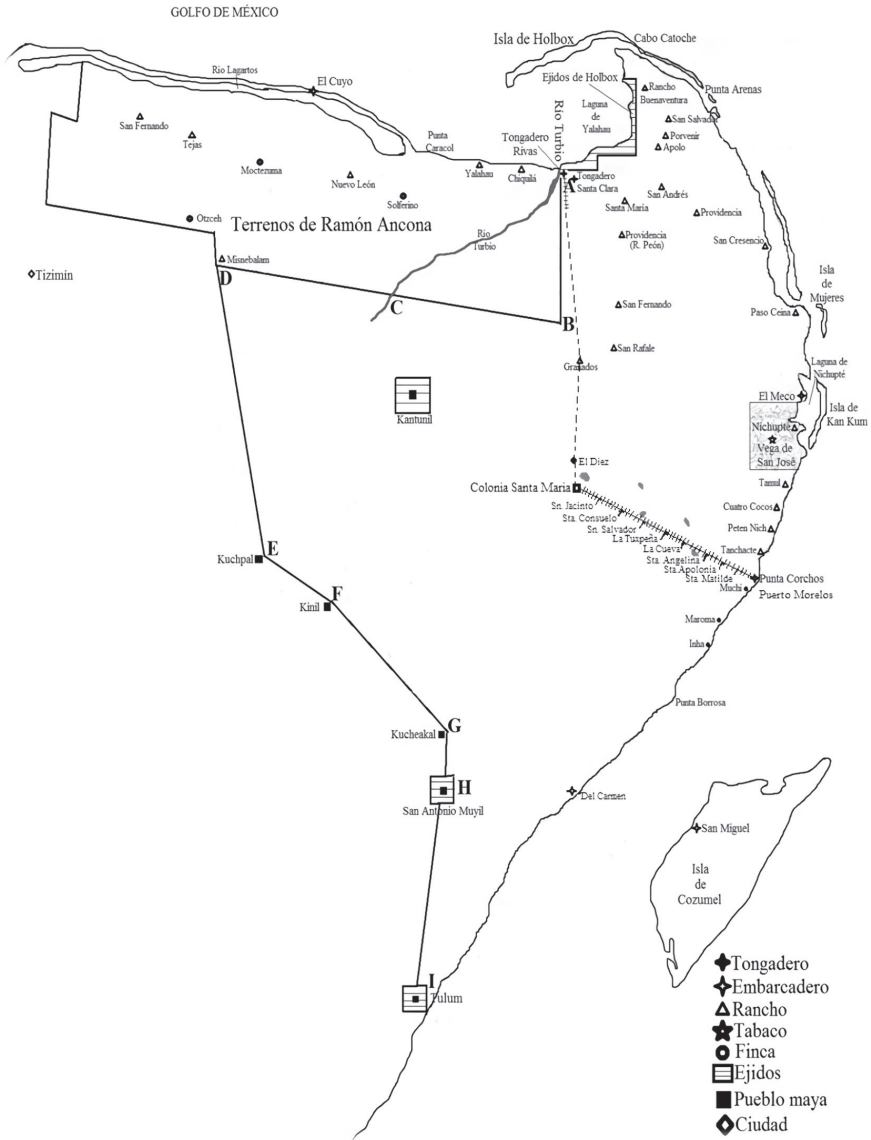 GOLFO DE MÉXICO
Isla de Holbox
Cabo Catoche
Rio Lagartos
El Cuyo
Ejidos de Holbox
Rancho
Buenaventura
Punta Arenas
San Fernando
Tejas
Punta
Caracol
Río Turbio
Tongadero
Rivas
Laguna
de
Yalahau
San Salvador
Porvenir
Apolo
Moctezuma
Nuevo León
Yalahau
Chiquilá
A
Tongadero
Santa Clara
San Andrés
Solferino
Santa María
Providencia
Otzceh
Terrenos de Ramón Ancona
Río
Turbio
Providencia
(R. Peón)
San Cresencio
Misnebalam
Tizimín
D
Isla
de
Mujeres
C
B
San Fernando
Paso Ceina
San Rafale
Granados
Laguna de
Nichupté
Kantunil
El Meco
Isla de
Kan Kum
Nichupte
Vega de
San José
El Diez
Colonia Santa Maria
Tamul
Sn. Jacinto
Sta. Consuelo
Sn. Salvador
La Tuxpeña
La Cueva
Sta. Angelina
Sta. Apolonia
Sta. Matilde
Cuatro Cocos
Peten Nich
Tanchacte
Punta Corchos
Puerto Morelos
Muchi
E
Kuchpal
F
Kinil
Maroma
Inha
Punta Borrosa
G
Kucheakal
H
San Antonio Muyil
Del Carmen
San Miguel
Isla
de
Cozumel
I
Tulum
Tongadero
Embarcadero
Rancho
Tabaco
Finca
Ejidos
Pueblo maya
Ciudad